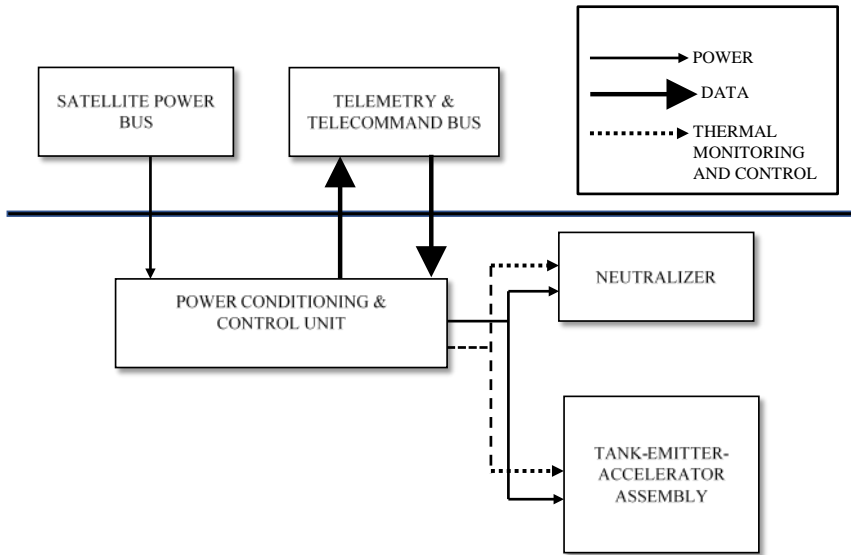 SATELLITE POWER
BUS
TELEMETRY &
TELECOMMAND BUS
POWER
DATA
THERMAL
MONITORING
AND CONTROL
POWER CONDITIONING &
CONTROL UNIT
NEUTRALIZER
TANK-EMITTER-
ACCELERATOR
ASSEMBLY